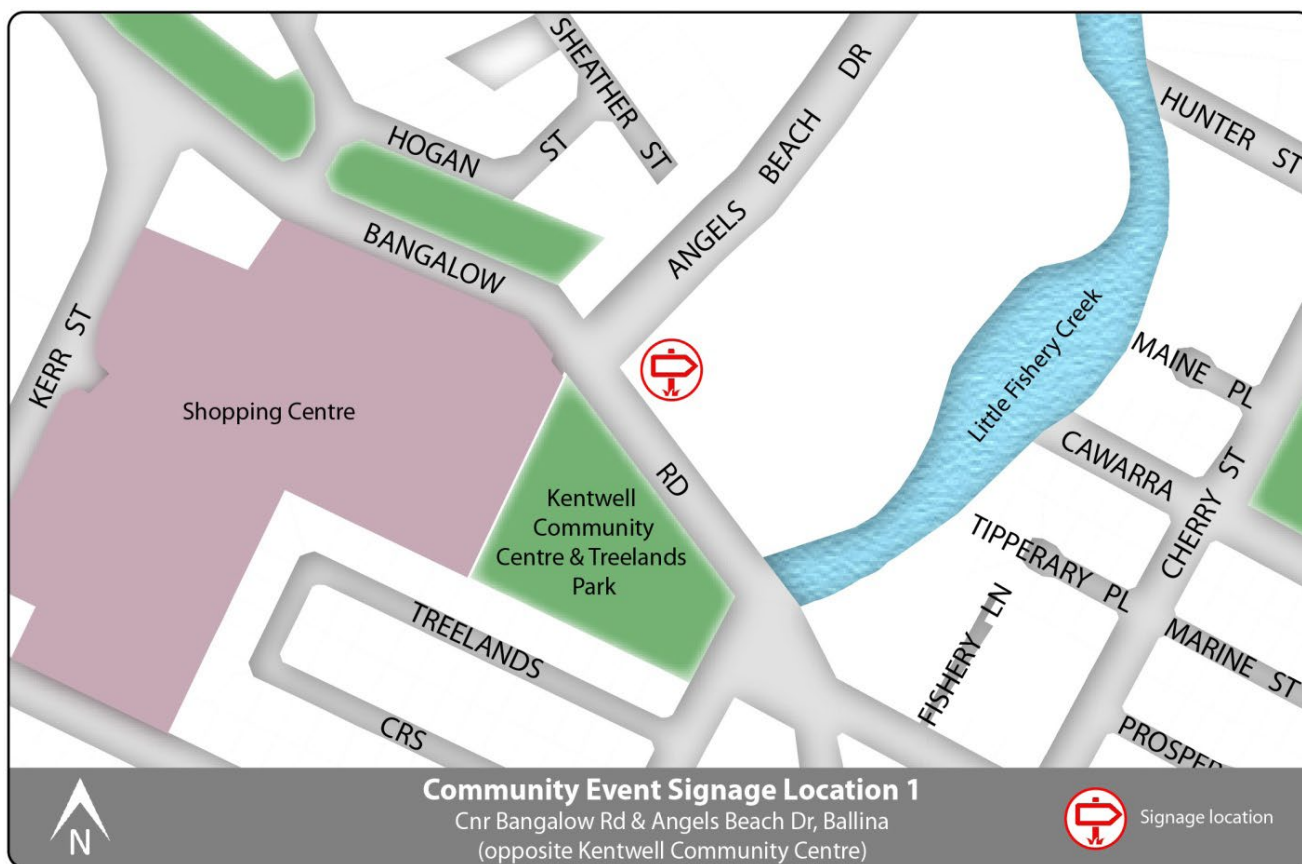 SHEATHER ST
HOGAN ST
ANGELS BEACH DR
HUNTER ST
BANGALOW RD
KERR ST
Shopping Centre
Little Fishery Creek
MAINE PL
CAWARRA
CHERRY ST
Kentwell
Community
Centre & Treelands
Park
TIPPERARY PL
FISHERY LN
MARINE ST
TREELANDS
CRS
PROSPER
N
Community Event Signage Location 1
Cnr Bangalow Rd & Angels Beach Dr, Ballina
(opposite Kentwell Community Centre)
Signage location